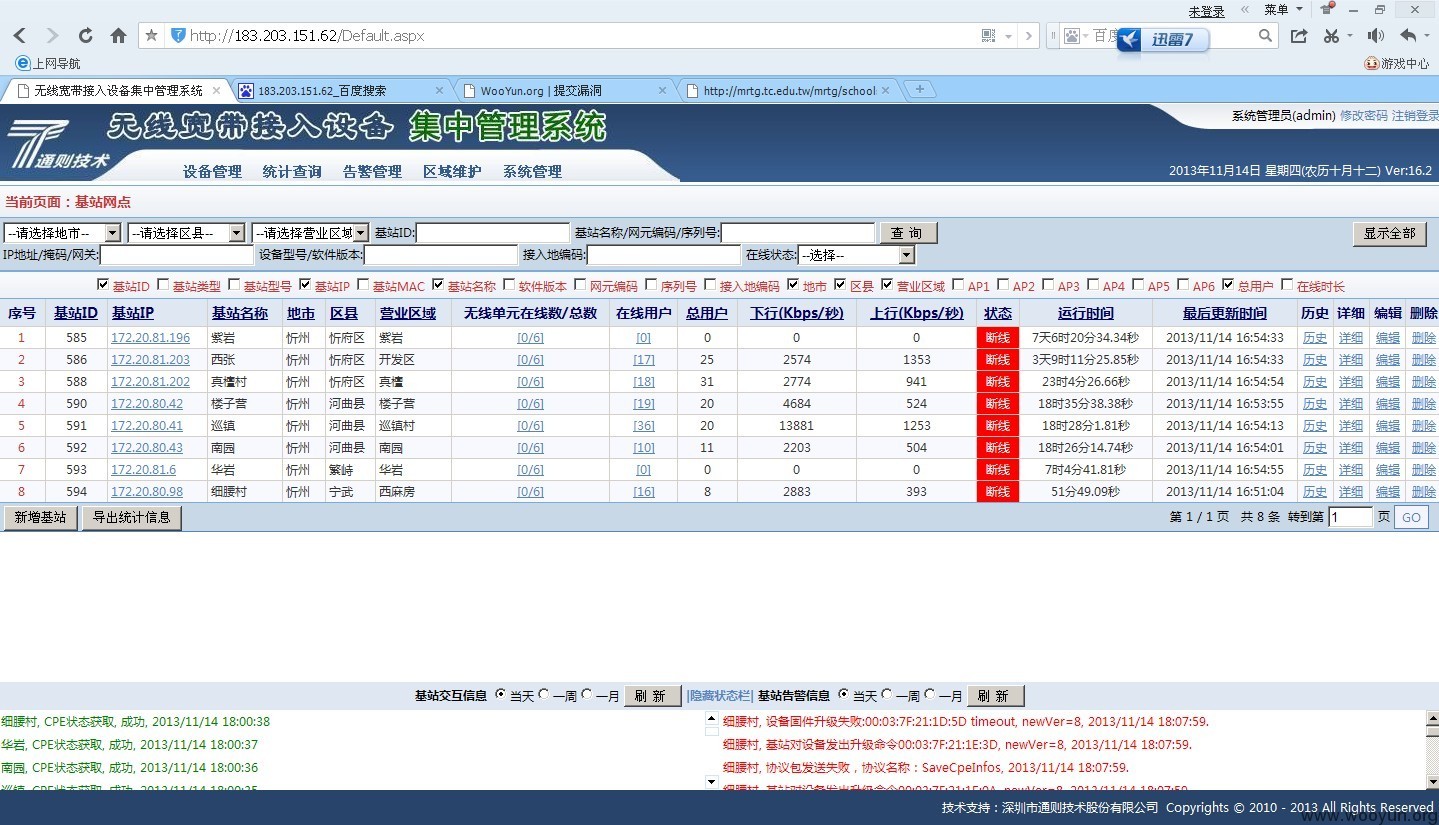 未登录 菜单
http://183.203.151.62/Default.aspx
百度
迅雷7
上网导航
游戏中心
无线宽带接入设备集中管理系统
183.203.151.62_百度搜索
WooYun.org | 提交漏洞
http://mrtg.tc.edu.tw/mrtg/school
通则技术
无线宽带接入设备 集中管理系统
系统管理员(admin) 修改密码 注销登录
设备管理 统计查询 告警管理 区域维护 系统管理
2013年11月14日 星期四(农历十月十二) Ver:16.2
当前页面：基站网点
--请选择地市-- --请选择区县-- --请选择营业区域 基站ID: 基站名称/网元编码/序列号: 查 询 显示全部
IP地址/掩码/网关: 设备型号/软件版本: 接入地编码: 在线状态: --选择--
基站ID 基站类型 基站型号 基站IP 基站MAC 基站名称 软件版本 网元编码 序列号 接入地编码 地市 区县 营业区域 AP1 AP2 AP3 AP4 AP5 AP6 总用户 在线时长
序号 基站ID 基站IP 基站名称 地市 区县 营业区域 无线单元在线数/总数 在线用户 总用户 下行(Kbps/秒) 上行(Kbps/秒) 状态 运行时间 最后更新时间 历史 详细 编辑 删除
1 585 172.20.81.196 紫岩 忻州 忻府区 紫岩 [0/6] [0] 0 0 0 断线 7天6时20分34.34秒 2013/11/14 16:54:33 历史 详细 编辑 删除
2 586 172.20.81.203 西张 忻州 忻府区 开发区 [0/6] [17] 25 2574 1353 断线 3天9时11分25.85秒 2013/11/14 16:54:33 历史 详细 编辑 删除
3 588 172.20.81.202 真檀村 忻州 忻府区 真檀 [0/6] [18] 31 2774 941 断线 23时4分26.66秒 2013/11/14 16:54:54 历史 详细 编辑 删除
4 590 172.20.80.42 楼子营 忻州 河曲县 楼子营 [0/6] [19] 20 4684 524 断线 18时35分38.38秒 2013/11/14 16:53:55 历史 详细 编辑 删除
5 591 172.20.80.41 巡镇 忻州 河曲县 巡镇村 [0/6] [36] 20 13881 1253 断线 18时28分1.81秒 2013/11/14 16:54:13 历史 详细 编辑 删除
6 592 172.20.80.43 南园 忻州 河曲县 南园 [0/6] [10] 11 2203 504 断线 18时26分14.74秒 2013/11/14 16:54:01 历史 详细 编辑 删除
7 593 172.20.81.6 华岩 忻州 繁峙 华岩 [0/6] [0] 0 0 0 断线 7时4分41.81秒 2013/11/14 16:54:55 历史 详细 编辑 删除
8 594 172.20.80.98 细腰村 忻州 宁武 西麻房 [0/6] [16] 8 2883 393 断线 51分49.09秒 2013/11/14 16:51:04 历史 详细 编辑 删除
新增基站 导出统计信息 第 1 / 1 页 共 8 条 转到第 1 页 GO
基站交互信息 当天 一周 一月 刷 新 |隐藏状态栏| 基站告警信息 当天 一周 一月 刷 新
细腰村, CPE状态获取, 成功, 2013/11/14 18:00:38
华岩, CPE状态获取, 成功, 2013/11/14 18:00:37
南园, CPE状态获取, 成功, 2013/11/14 18:00:36
巡镇, CPE状态获取, 成功, 2013/11/14 18:00:35
细腰村, 设备固件升级失败:00:03:7F:21:1D:5D timeout, newVer=8, 2013/11/14 18:07:59.
细腰村, 基站对设备发出升级命令00:03:7F:21:1E:3D, newVer=8, 2013/11/14 18:07:59.
细腰村, 协议包发送失败，协议名称：SaveCpeInfos, 2013/11/14 18:07:59.
细腰村, 基站对设备发出升级命令00:03:7F:21:1E:0A, newVer=8, 2013/11/14 18:07:59.
技术支持：深圳市通则技术股份有限公司 Copyrights © 2010 - 2013 All Rights Reserved
www.wooyun.org